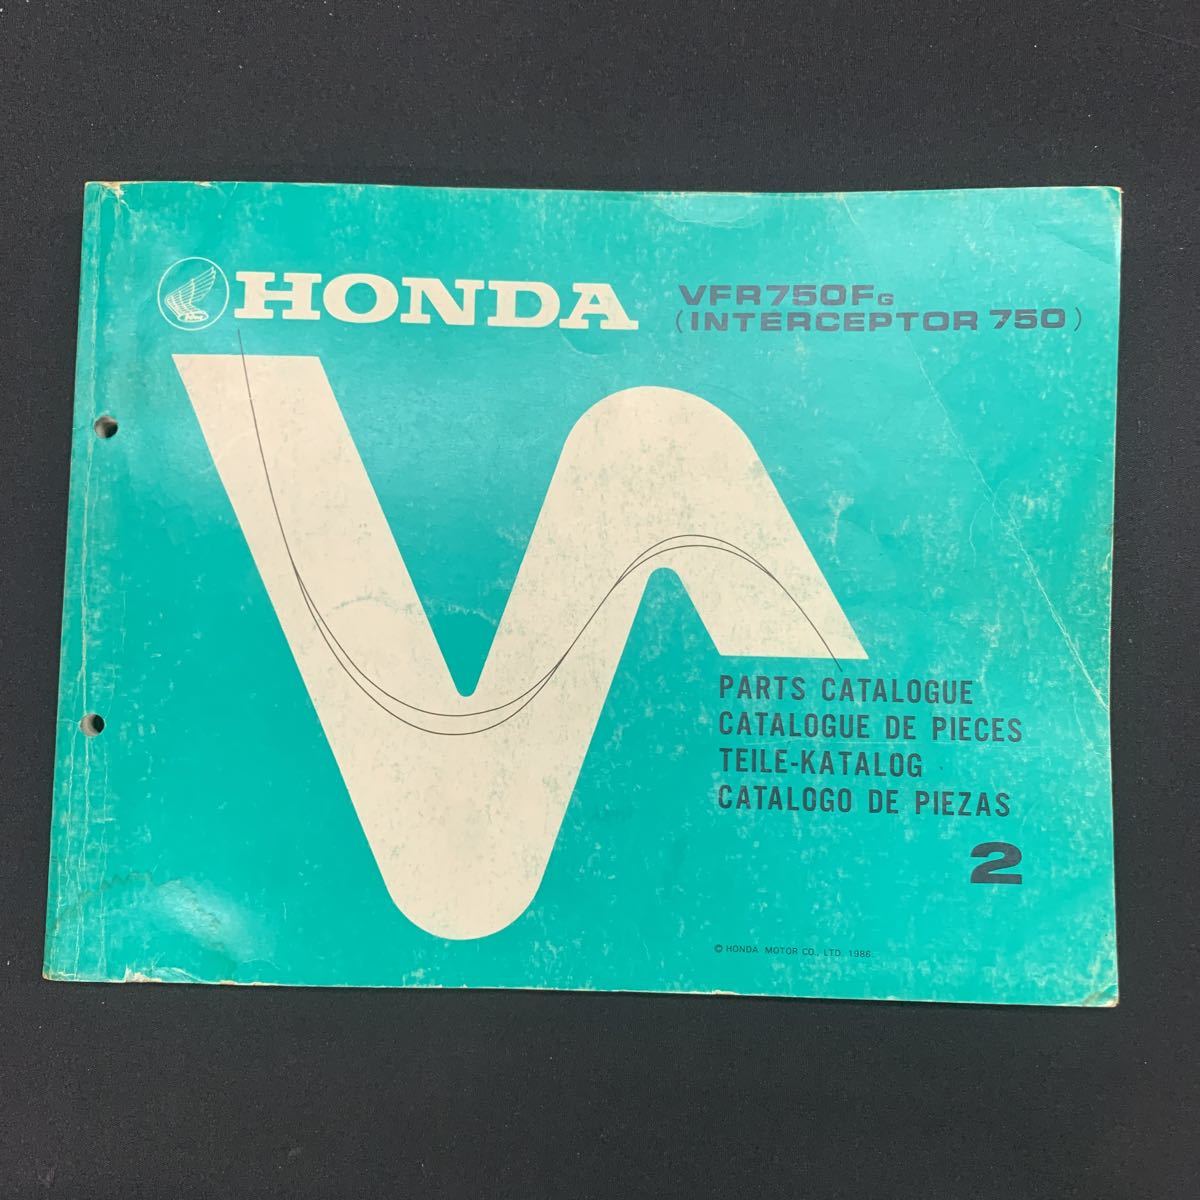 HONDA
VFR750FG
(INTERCEPTOR 750)
PARTS CATALOGUE
CATALOGUE DE PIECES
TEILE-KATALOG
CATALOGO DE PIEZAS
2
© HONDA MOTOR CO., LTD. 1986.